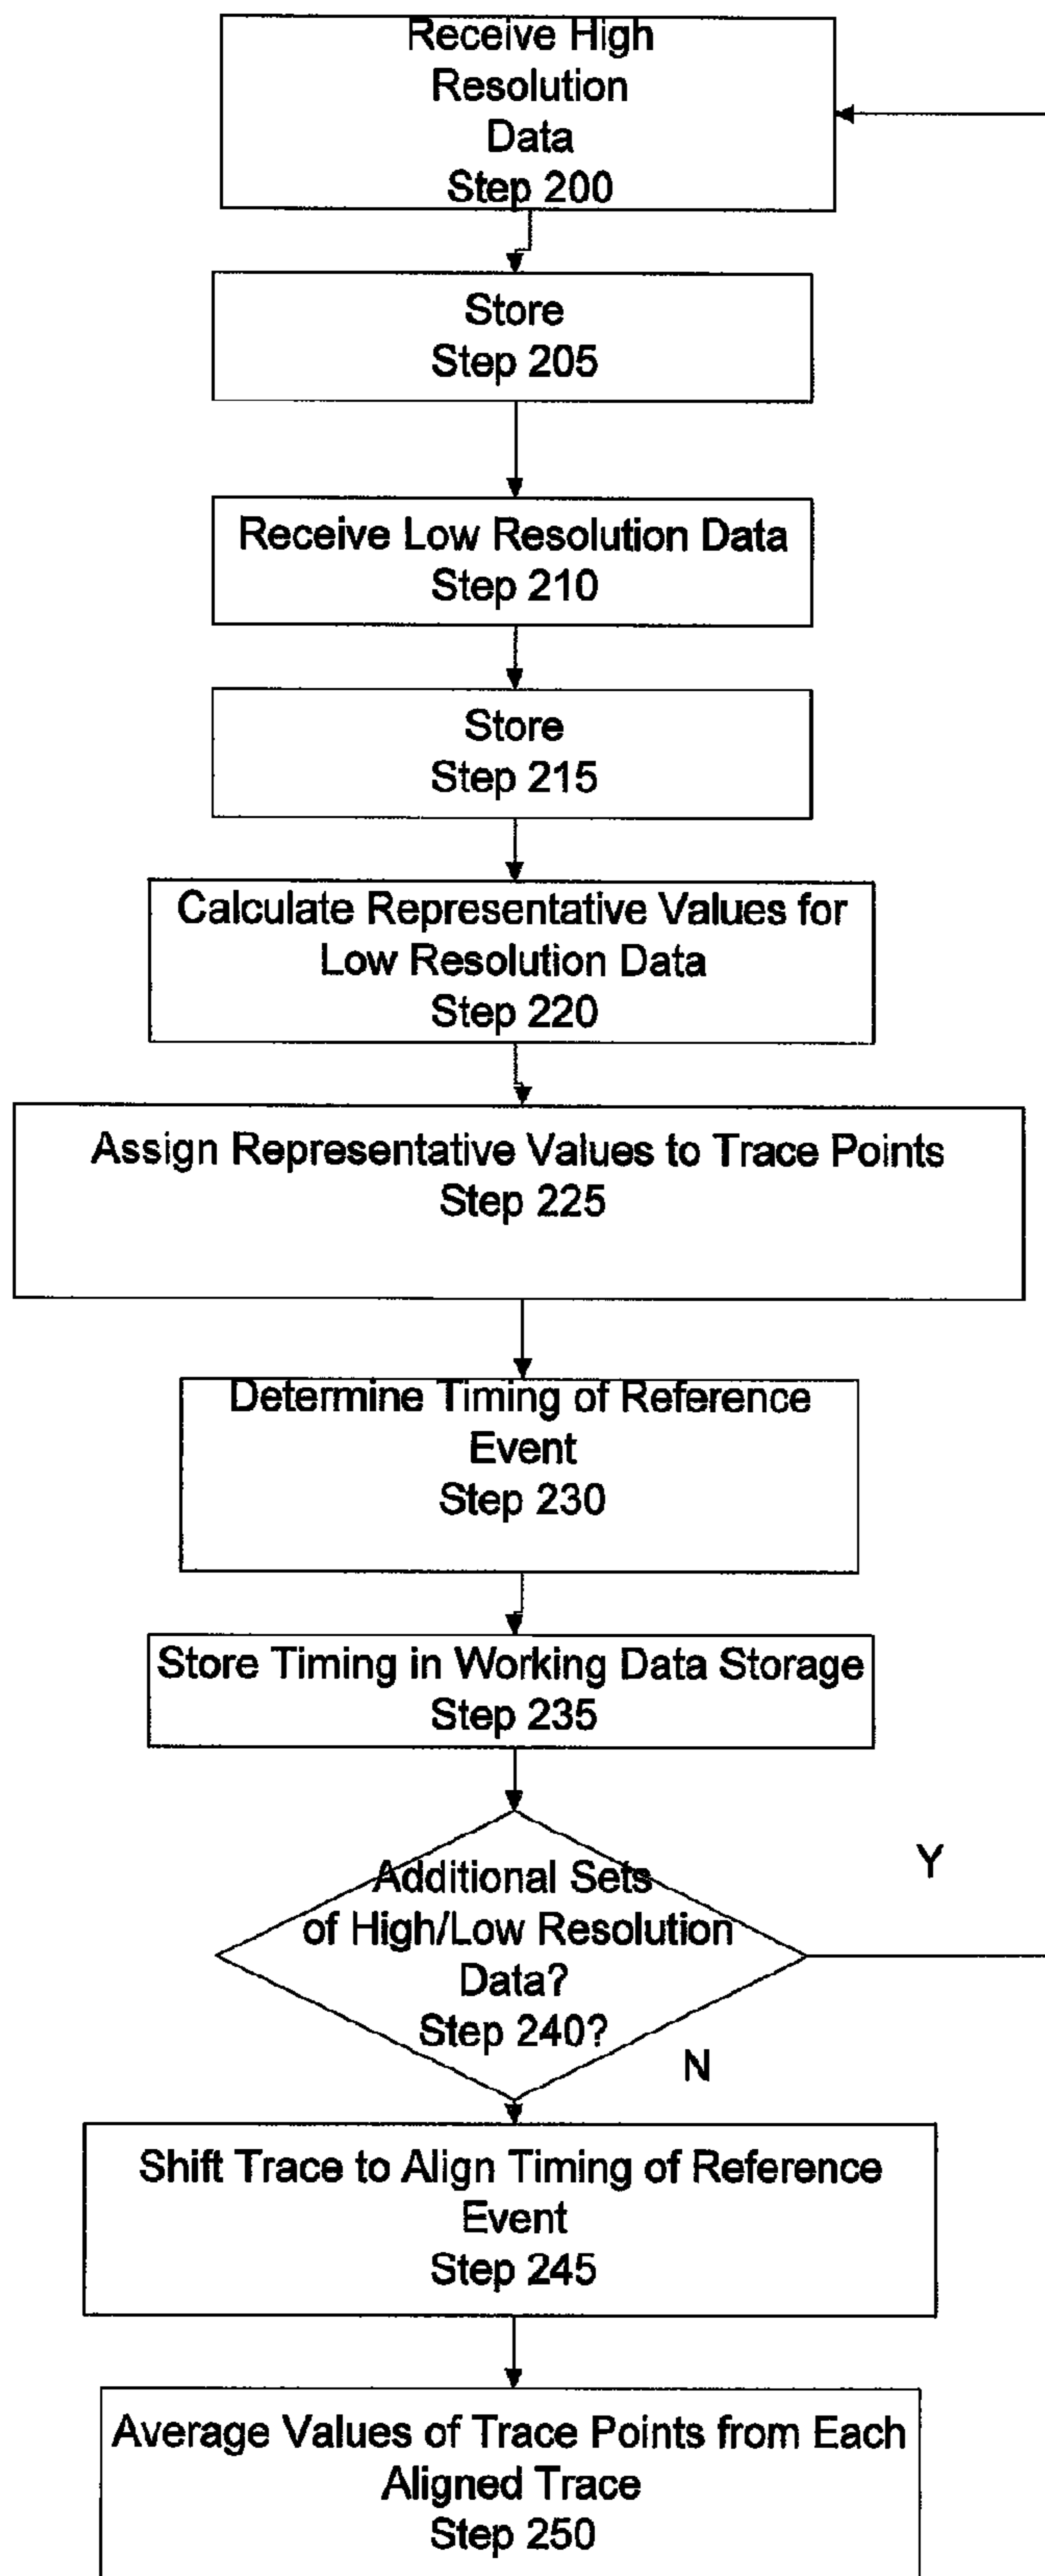 Receive High
Resolution
Data
Step 200
Store
Step 205
Receive Low Resolution Data
Step 210
Store
Step 215
Calculate Representative Values for
Low Resolution Data
Step 220
Assign Representative Values to Trace Points
Step 225
Determine Timing of Reference
Event
Step 230
Store Timing in Working Data Storage
Step 235
Additional Sets
of High/Low Resolution
Data?
Step 240?
Y
N
Shift Trace to Align Timing of Reference
Event
Step 245
Average Values of Trace Points from Each
Aligned Trace
Step 250